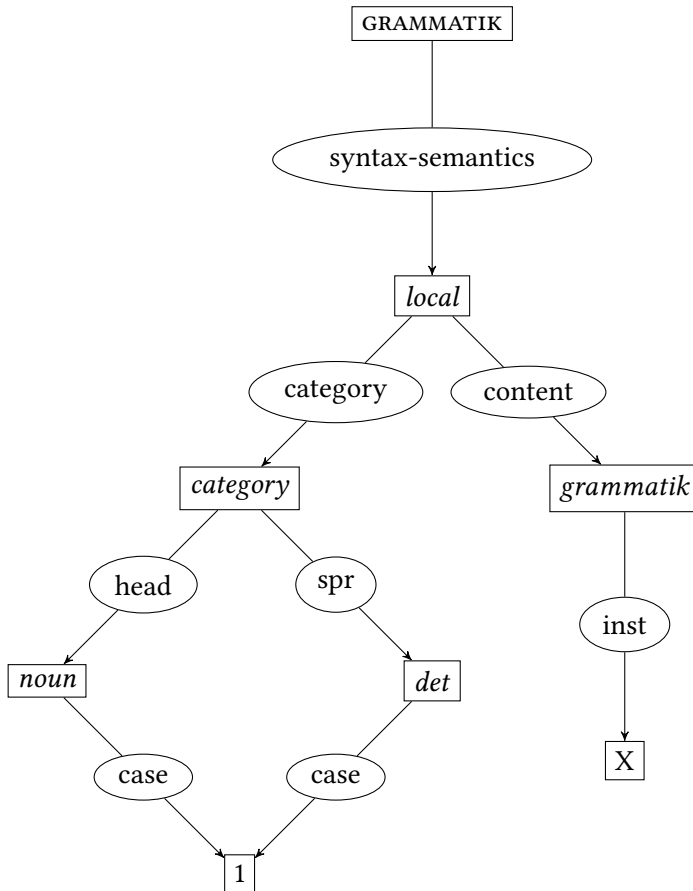 GRAMMATIK
syntax-semantics
local
category
content
category
grammatik
head
spr
inst
noun
det
case
case
X
1